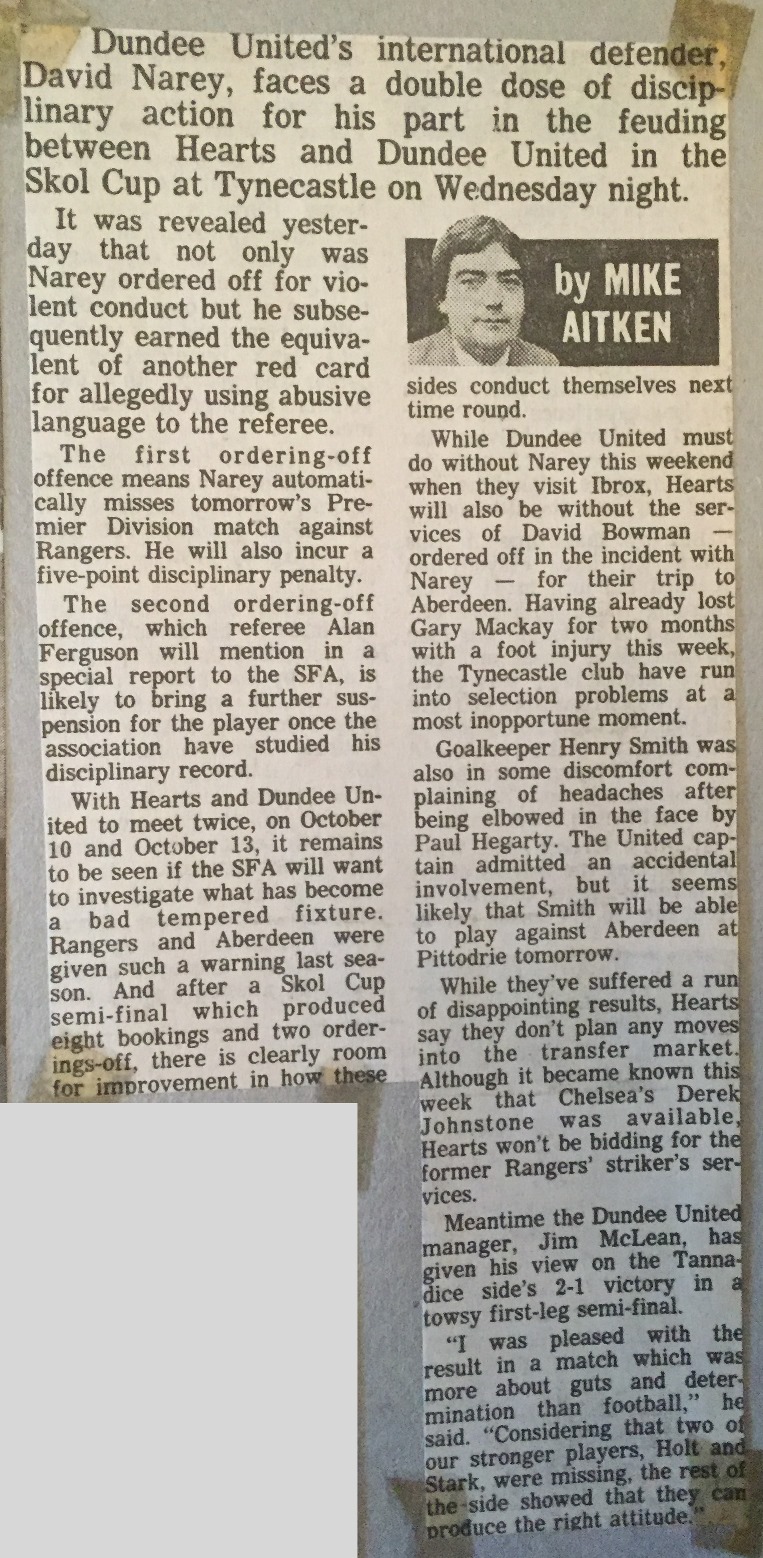 Dundee United's international defender,
David Narey, faces a double dose of discip-
linary action for his part in the feuding
between Hearts and Dundee United in the
Skol Cup at Tynecastle on Wednesday night.
It was revealed yester-
day that not only was
Narey ordered off for vio-
lent conduct but he subse-
quently earned the equiva-
lent of another red card
for allegedly using abusive
language to the referee.
The first ordering-off
offence means Narey automati-
cally misses tomorrow's Pre-
mier Division match against
Rangers. He will also incur a
five-point disciplinary penalty.
The second ordering-off
offence, which referee Alan
Ferguson will mention in a
special report to the SFA, is
likely to bring a further sus-
pension for the player once the
association have studied his
disciplinary record.
With Hearts and Dundee Un-
ited to meet twice, on October
10 and October 13, it remains
to be seen if the SFA will want
to investigate what has become
a bad tempered fixture.
Rangers and Aberdeen were
given such a warning last sea-
son. And after a Skol Cup
semi-final which produced
eight bookings and two order-
ings-off, there is clearly room
for improvement in how these
by MIKE
AITKEN
sides conduct themselves next
time round.
While Dundee United must
do without Narey this weekend
when they visit Ibrox, Hearts
will also be without the ser-
vices of David Bowman —
ordered off in the incident with
Narey — for their trip to
Aberdeen. Having already lost
Gary Mackay for two months
with a foot injury this week,
the Tynecastle club have run
into selection problems at a
most inopportune moment.
Goalkeeper Henry Smith was
also in some discomfort com-
plaining of headaches after
being elbowed in the face by
Paul Hegarty. The United cap-
tain admitted an accidental
involvement, but it seems
likely that Smith will be able
to play against Aberdeen at
Pittodrie tomorrow.
While they've suffered a run
of disappointing results, Hearts
say they don't plan any moves
into the transfer market.
Although it became known this
week that Chelsea's Derek
Johnstone was available,
Hearts won't be bidding for the
former Rangers' striker's ser-
vices.
Meantime the Dundee United
manager, Jim McLean, has
given his view on the Tanna-
dice side's 2-1 victory in a
towsy first-leg semi-final.
"I was pleased with the
result in a match which was
more about guts and deter-
mination than football," he
said. "Considering that two of
our stronger players, Holt and
Stark, were missing, the rest of
the side showed that they can
produce the right attitude."